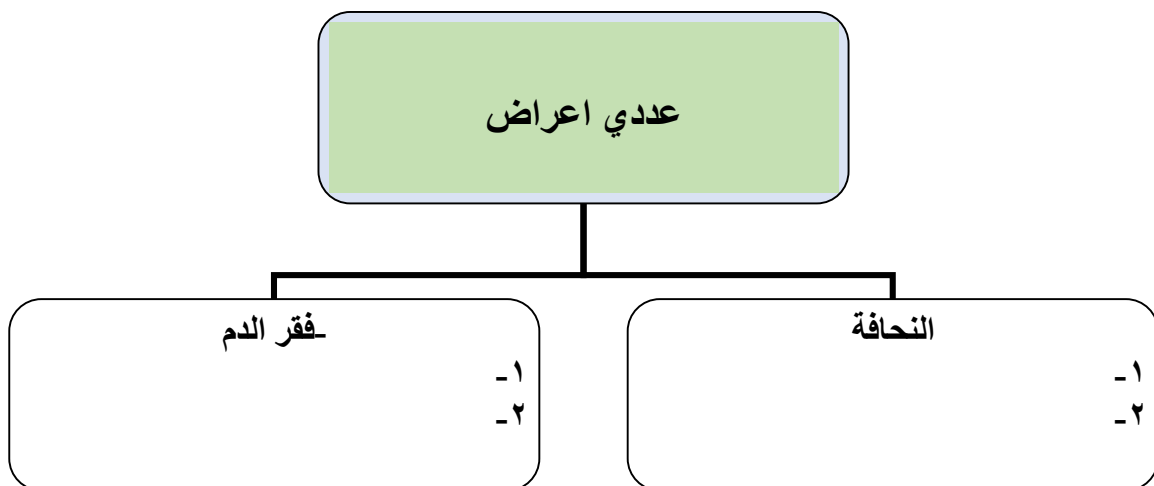 عددي اعراض
النحافة
١-
٢-
-فقر الدم
١-
٢-